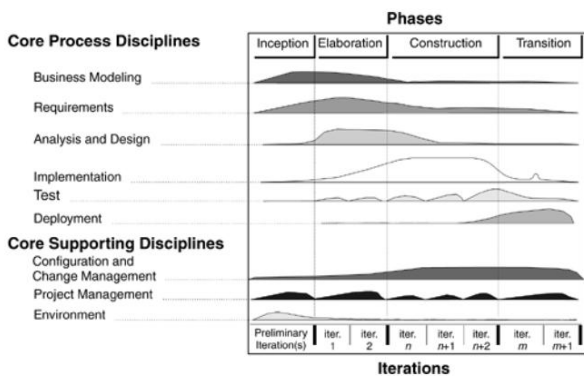 Phases
Core Process Disciplines
Inception Elaboration Construction Transition
Business Modeling
Requirements
Analysis and Design
Implementation
Test
Deployment
Core Supporting Disciplines
Configuration and
Change Management
Project Management
Environment
Preliminary
Iteration(s)
iter.
1
iter.
2
iter.
n
iter.
n+1
iter.
n+2
iter.
m
iter.
m+1
Iterations